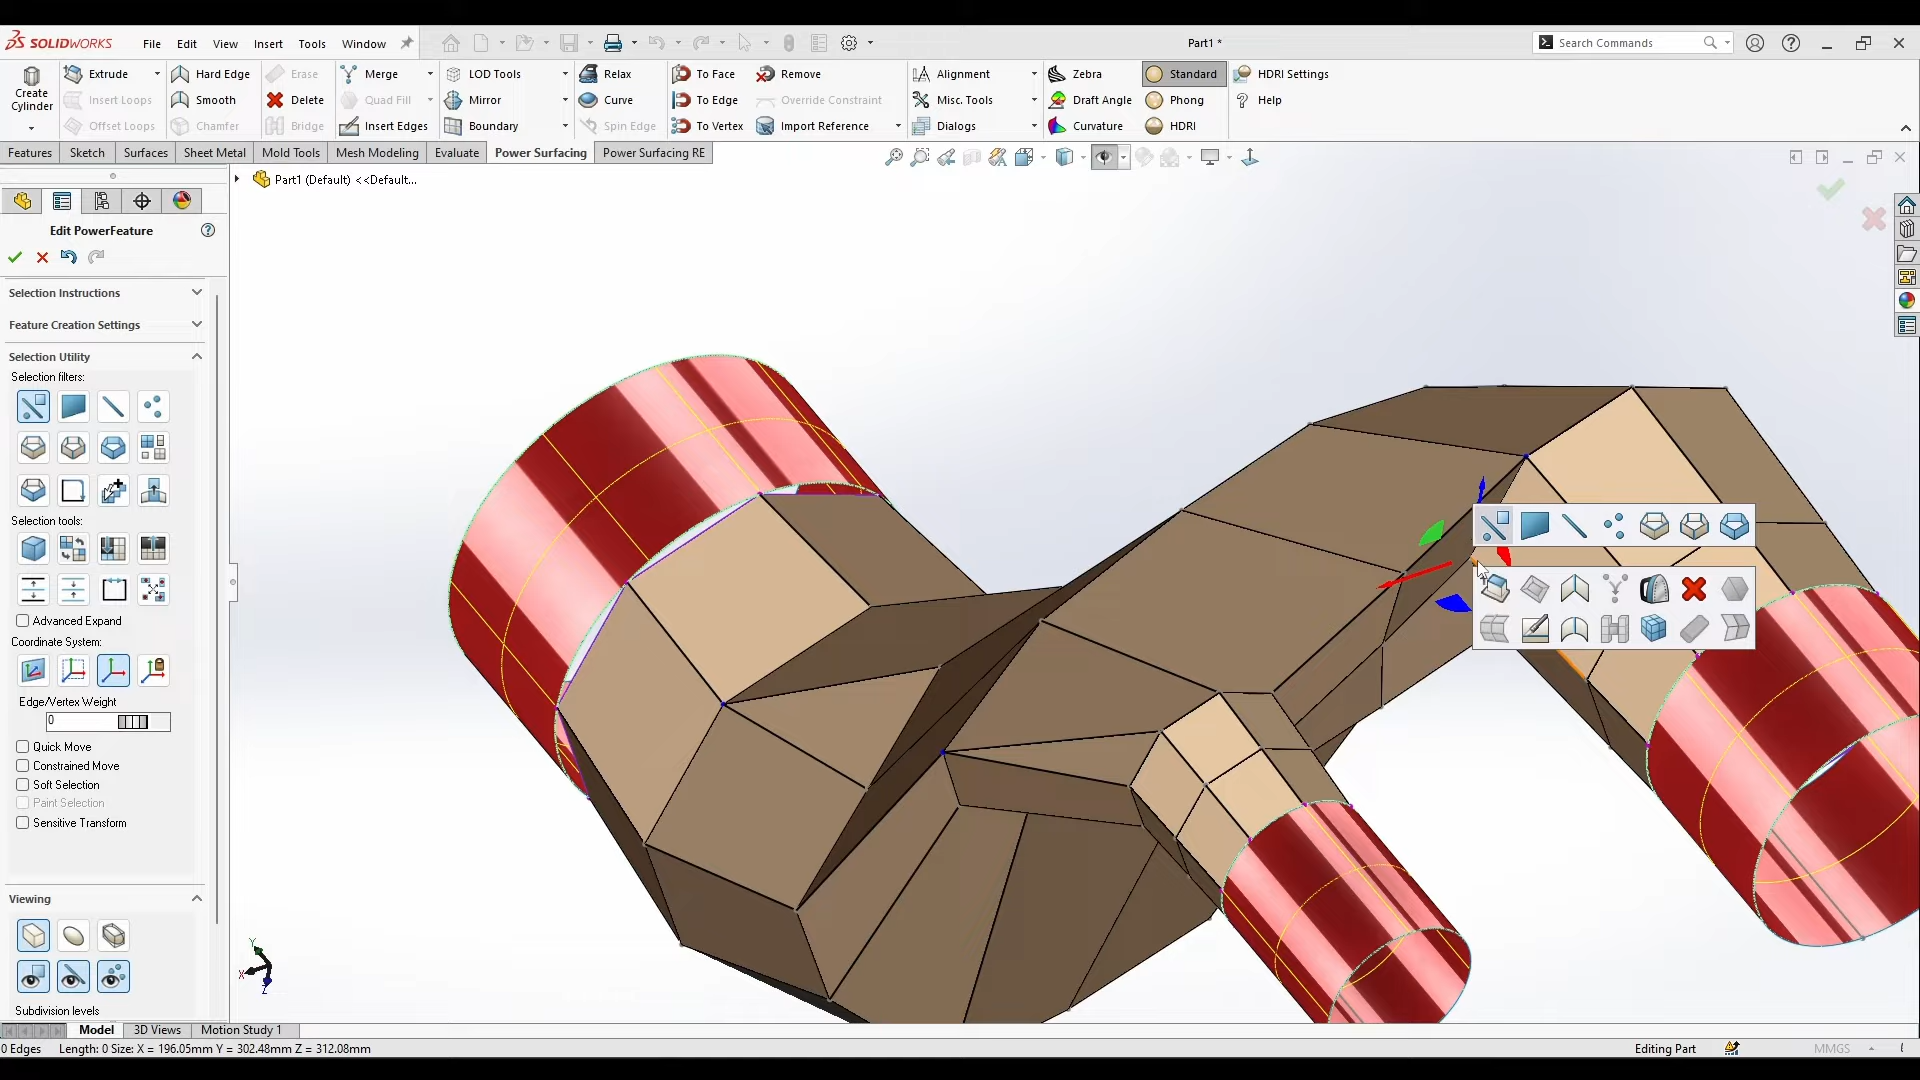 SOLIDWORKS File Edit View Insert Tools Window Part1 * Search Commands
Create Cylinder
Extrude Hard Edge Erase Merge LOD Tools Relax To Face Remove Alignment Zebra Standard HDRI Settings
Insert Loops Smooth Delete Quad Fill Mirror Curve To Edge Override Constraint Misc. Tools Draft Angle Phong Help
Offset Loops Chamfer Bridge Insert Edges Boundary Spin Edge To Vertex Import Reference Dialogs Curvature HDRI
Features Sketch Surfaces Sheet Metal Mold Tools Mesh Modeling Evaluate Power Surfacing Power Surfacing RE
Part1 (Default) <<Default...
Edit PowerFeature
Selection Instructions
Feature Creation Settings
Selection Utility
Selection filters:
Selection tools:
Advanced Expand
Coordinate System:
Edge/Vertex Weight
0
Quick Move
Constrained Move
Soft Selection
Paint Selection
Sensitive Transform
Viewing
Y
X
Z
Subdivision levels
Model 3D Views Motion Study 1
0 Edges Length: 0 Size: X = 196.05mm Y = 302.48mm Z = 312.08mm Editing Part MMGS